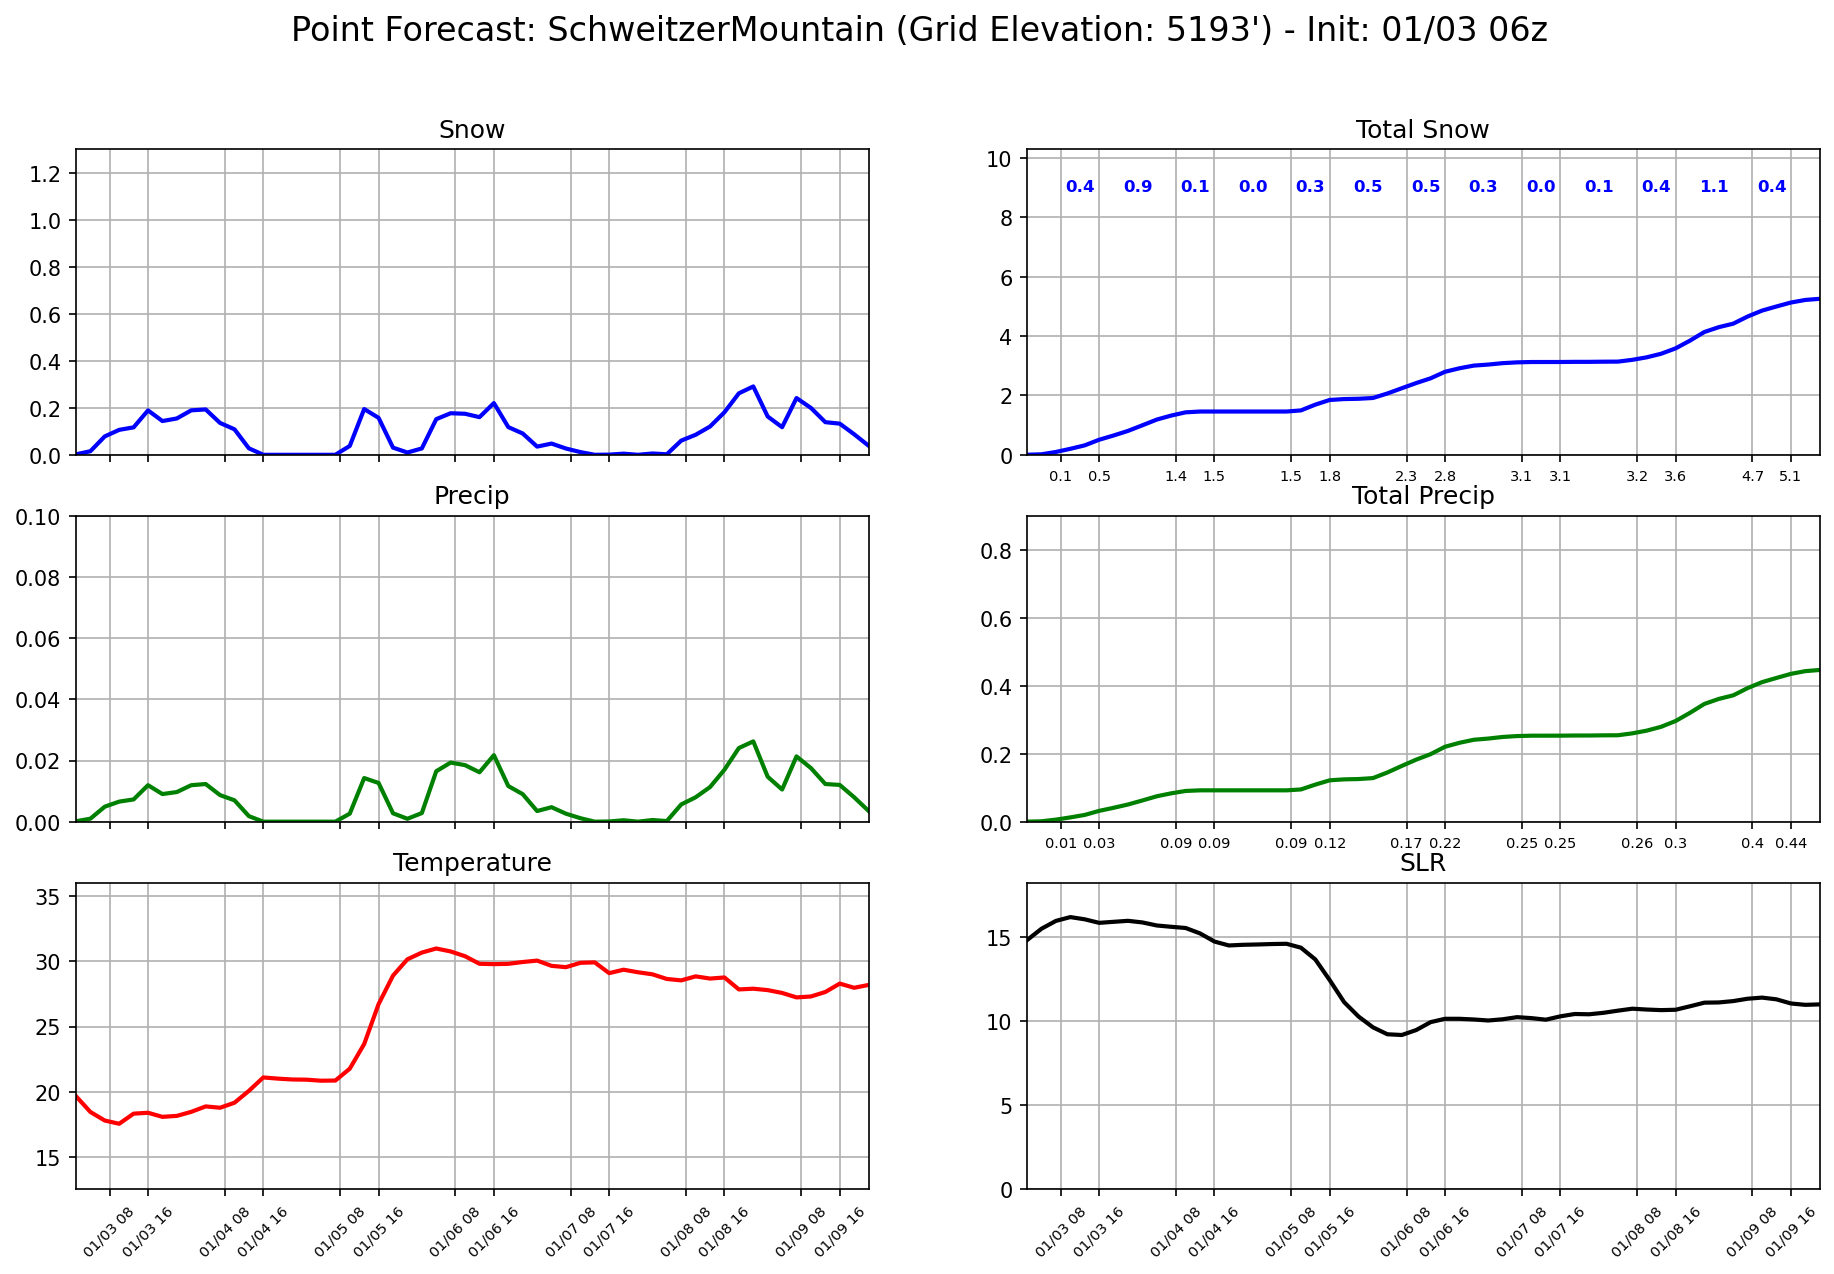 Point Forecast: SchweitzerMountain (Grid Elevation: 5193') - Init: 01/03 06z
Snow
1.2
1.0
0.8
0.6
0.4
0.2
0.0
Total Snow
10
8
6
4
2
0
0.4 0.9 0.1 0.0 0.3 0.5 0.5 0.3 0.0 0.1 0.4 1.1 0.4
0.1 0.5 1.4 1.5 1.5 1.8 2.3 2.8 3.1 3.1 3.2 3.6 4.7 5.1
Precip
0.10
0.08
0.06
0.04
0.02
0.00
Total Precip
0.8
0.6
0.4
0.2
0.0
0.01 0.03 0.09 0.09 0.09 0.12 0.17 0.22 0.25 0.25 0.26 0.3 0.4 0.44
Temperature
35
30
25
20
15
01/03 08 01/03 16 01/04 08 01/04 16 01/05 08 01/05 16 01/06 08 01/06 16 01/07 08 01/07 16 01/08 08 01/08 16 01/09 08 01/09 16
SLR
15
10
5
0
01/03 08 01/03 16 01/04 08 01/04 16 01/05 08 01/05 16 01/06 08 01/06 16 01/07 08 01/07 16 01/08 08 01/08 16 01/09 08 01/09 16